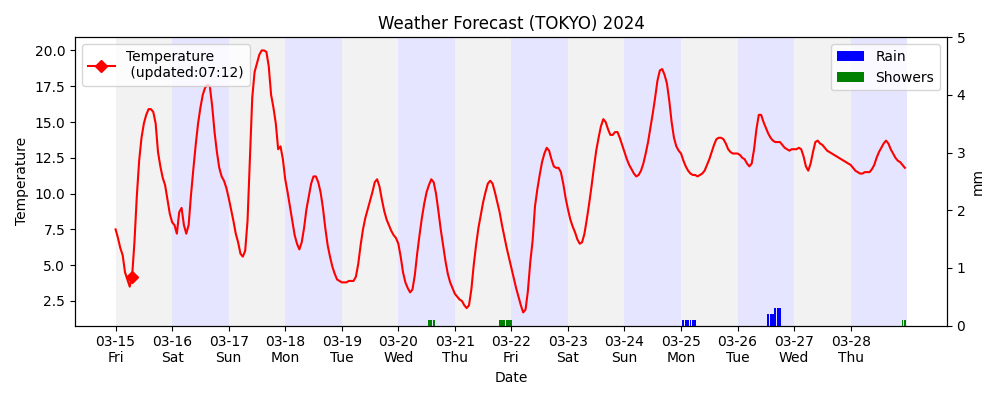 Weather Forecast (TOKYO) 2024
Temperature
(updated:07:12)
Rain
Showers
Temperature
20.0
17.5
15.0
12.5
10.0
7.5
5.0
2.5
5
4
3
2
1
0
mm
03-15 03-16 03-17 03-18 03-19 03-20 03-21 03-22 03-23 03-24 03-25 03-26 03-27 03-28
Fri Sat Sun Mon Tue Wed Thu Fri Sat Sun Mon Tue Wed Thu
Date